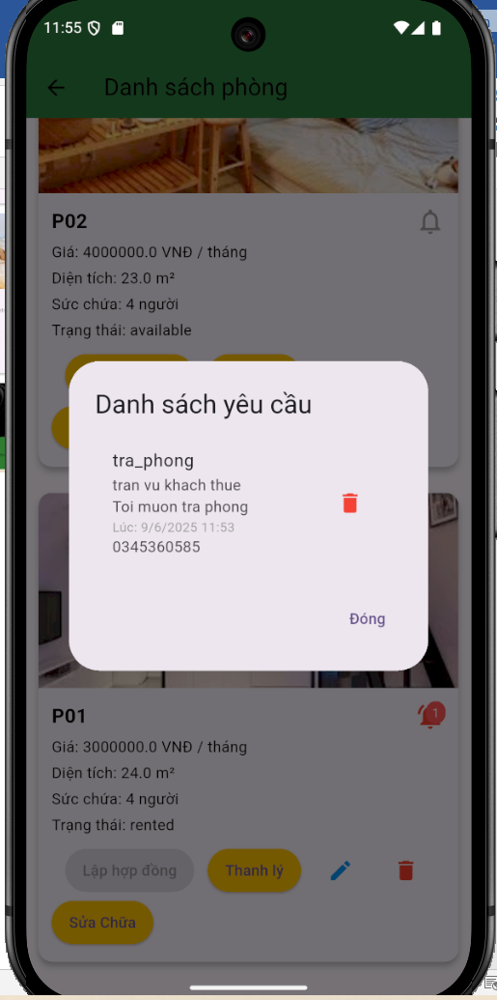 11:55
Danh sách phòng
P02
Giá: 4000000.0 VNĐ / tháng
Diện tích: 23.0 m²
Sức chứa: 4 người
Trạng thái: available
Danh sách yêu cầu
tra_phong
tran vu khach thue
Toi muon tra phong
Lúc: 9/6/2025 11:53
0345360585
Đóng
P01
1
Giá: 3000000.0 VNĐ / tháng
Diện tích: 24.0 m²
Sức chứa: 4 người
Trạng thái: rented
Lập hợp đồng
Thanh lý
Sửa Chữa